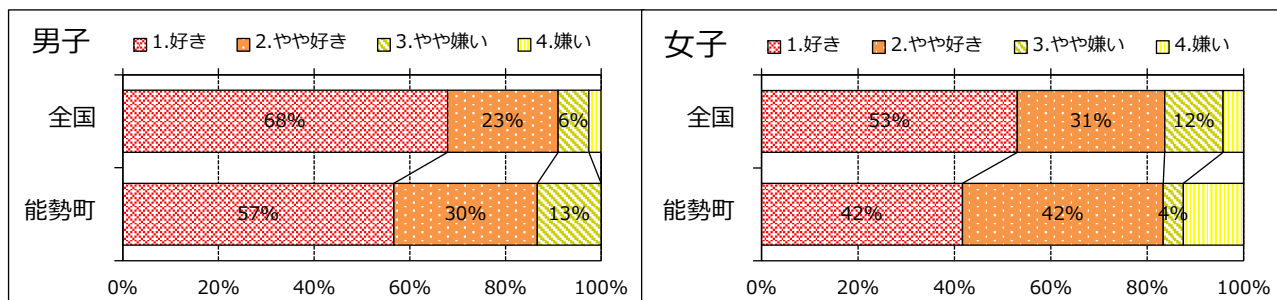 男子
1.好き 2.やや好き 3.やや嫌い 4.嫌い
全国
68% 23% 6%
能勢町
57% 30% 13%
0% 20% 40% 60% 80% 100%
女子
1.好き 2.やや好き 3.やや嫌い 4.嫌い
全国
53% 31% 12%
能勢町
42% 42% 4%
0% 20% 40% 60% 80% 100%